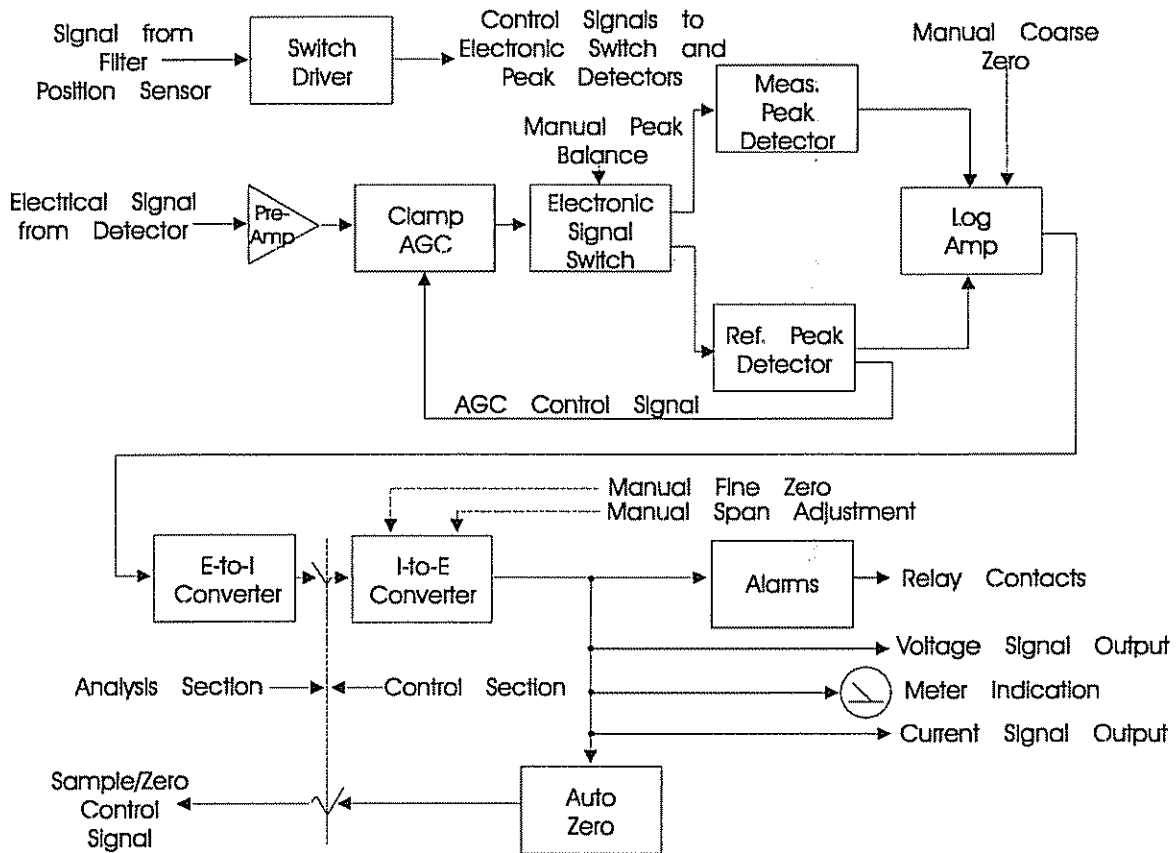 Signal from
Filter
Position Sensor
Switch
Driver
Control Signals to
Electronic Switch and
Peak Detectors
Manual Coarse
Zero
Meas.
Peak
Detector
Manual Peak
Balance
Electrical Signal
from Detector
Pre-
Amp
Clamp
AGC
Electronic
Signal
Switch
Log
Amp
Ref. Peak
Detector
AGC Control Signal
Manual Fine Zero
Manual Span Adjustment
E-to-I
Converter
I-to-E
Converter
Alarms
Relay Contacts
Voltage Signal Output
Analysis Section
Control Section
Meter Indication
Current Signal Output
Sample/Zero
Control
Signal
Auto
Zero